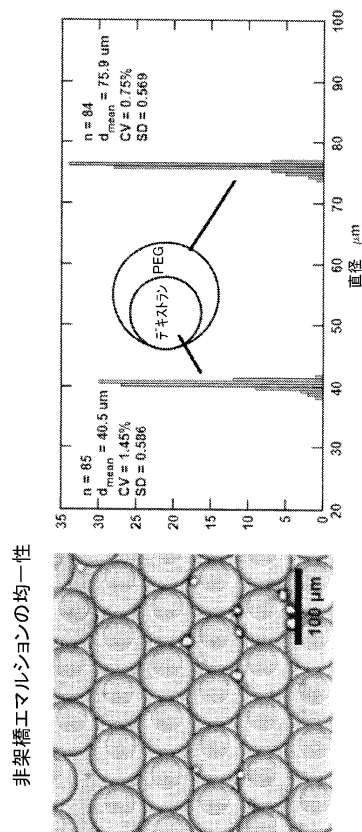 非架橋エマルションの均一性
100 µm
35
30
25
20
15
10
5
0
n = 85
dmean = 40.5 um
CV = 1.45%
SD = 0.586
デキストラン
PEG
n = 84
dmean = 75.9 um
CV = 0.75%
SD = 0.569
20
30
40
50
60
70
80
90
100
直径 µm